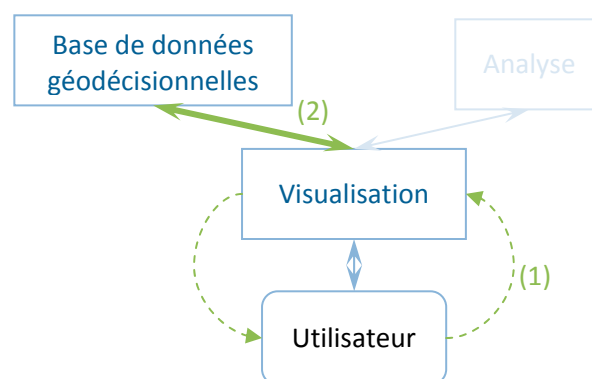 Base de données
géodécisionnelles
Analyse
(2)
Visualisation
(1)
Utilisateur